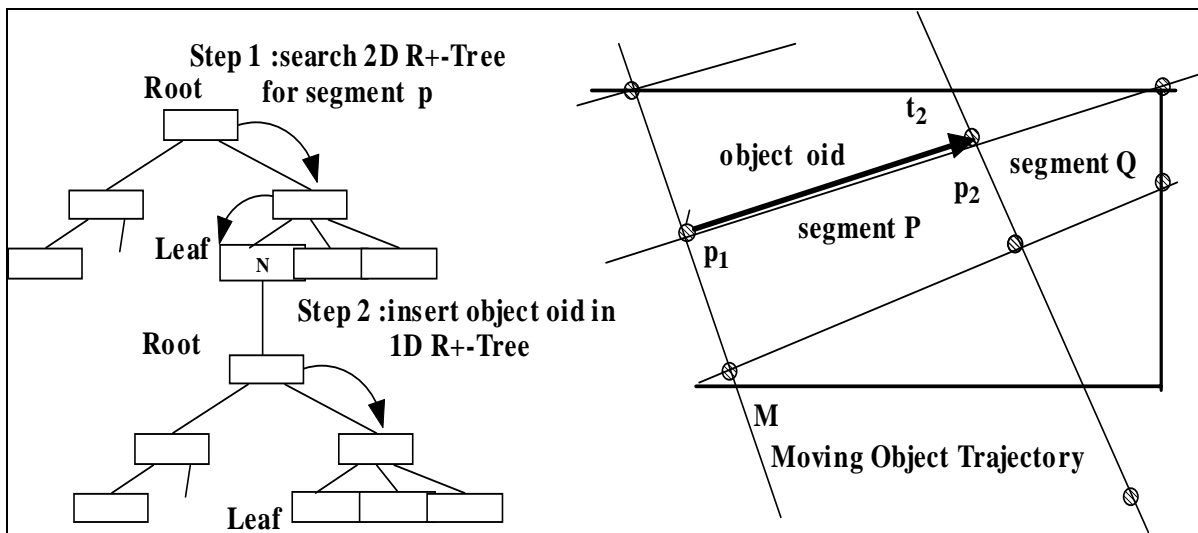 Step 1 :search 2D R+-Tree
for segment p
Root
Leaf
N
Step 2 :insert object oid in
1D R+-Tree
Root
Leaf
t2
object oid
segment Q
p2
segment P
p1
M
Moving Object Trajectory